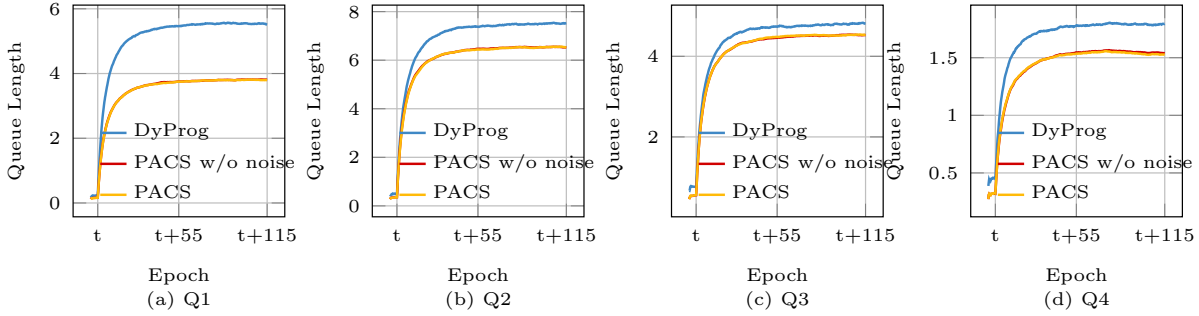 Queue Length
6
4
2
0
DyProg
PACS w/o noise
PACS
t
t+55
t+115
Epoch
(a) Q1
Queue Length
8
6
4
2
0
DyProg
PACS w/o noise
PACS
t
t+55
t+115
Epoch
(b) Q2
Queue Length
4
2
DyProg
PACS w/o noise
PACS
t
t+55
t+115
Epoch
(c) Q3
Queue Length
1.5
1
0.5
DyProg
PACS w/o noise
PACS
t
t+55
t+115
Epoch
(d) Q4